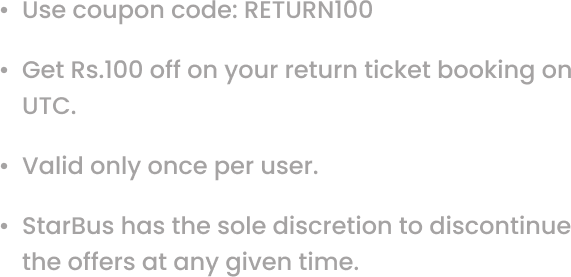 • Use coupon code: RETURN100
• Get Rs.100 off on your return ticket booking on
UTC.
• Valid only once per user.
• StarBus has the sole discretion to discontinue
the offers at any given time.